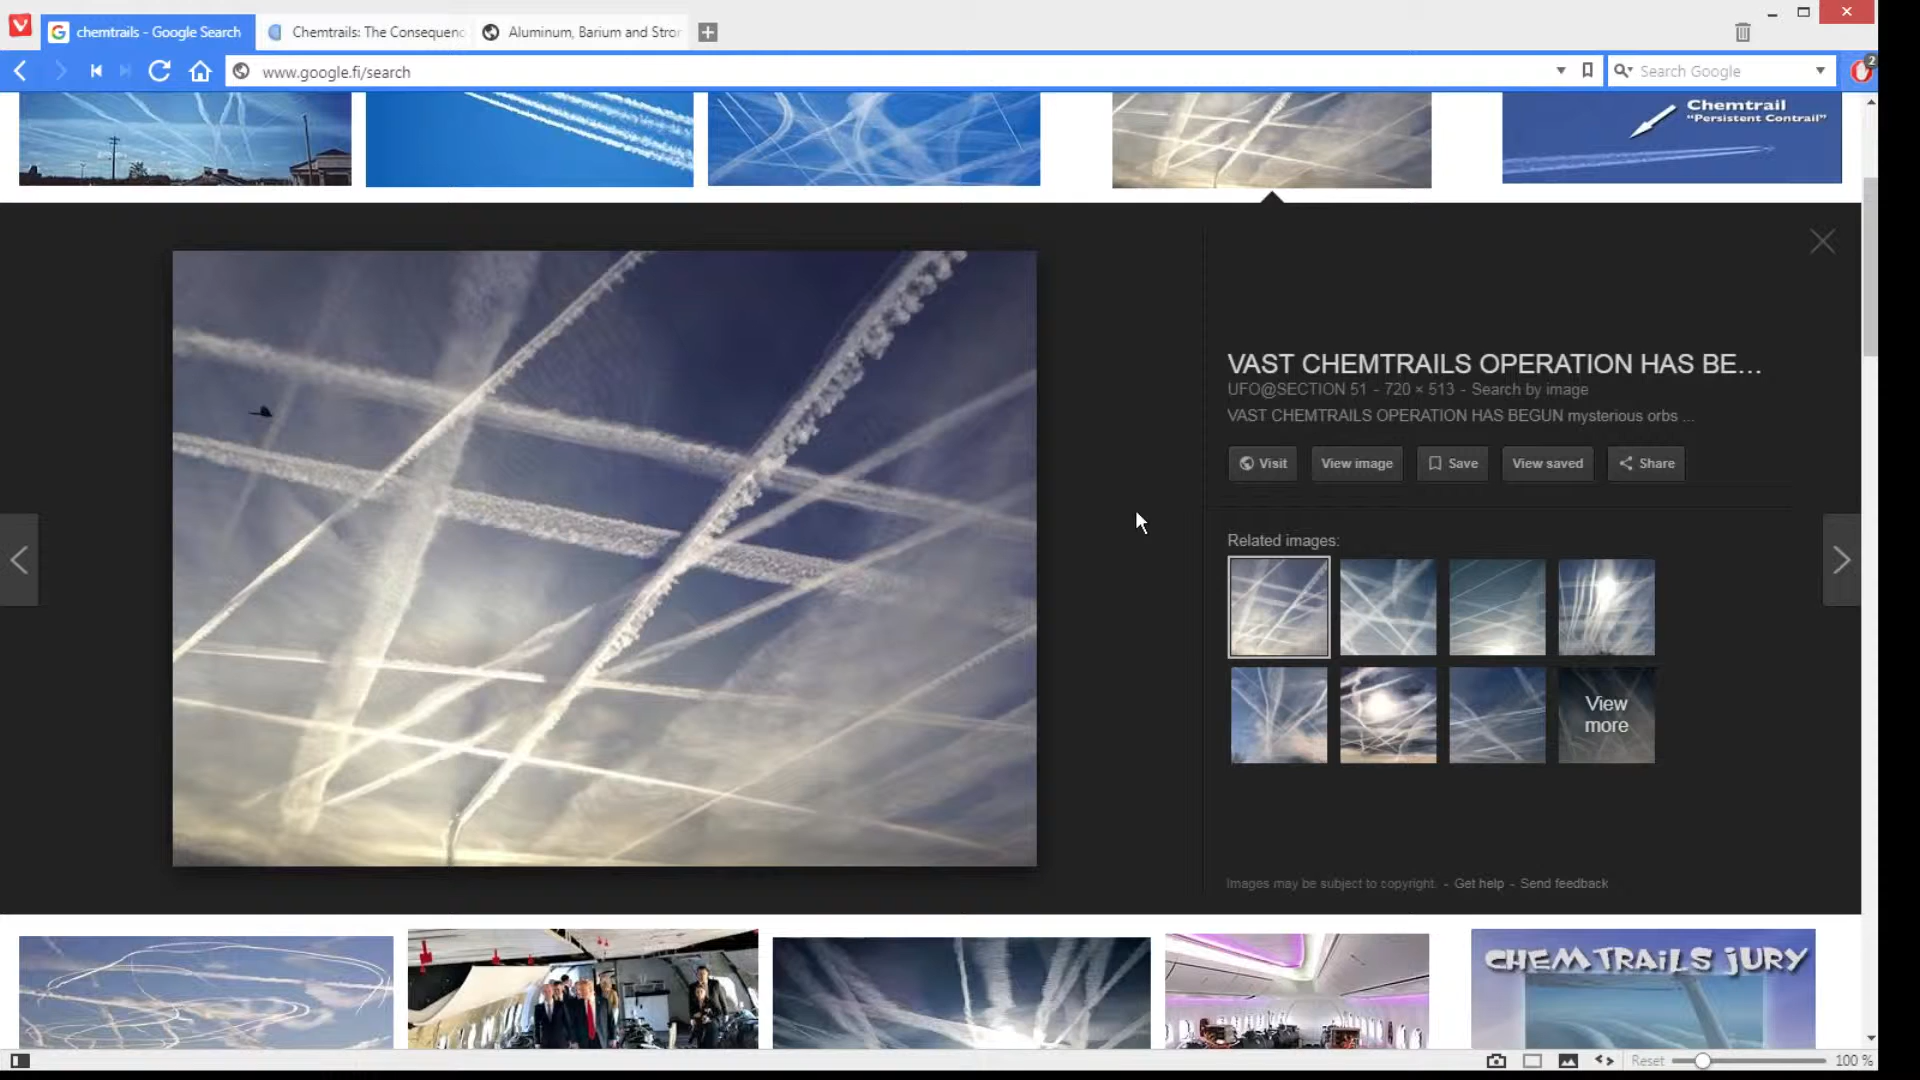 chemtrails - Google Search
Chemtrails: The Consequenc
Aluminum, Barium and Stror
www.google.fi/search
Search Google
2
Chemtrail
"Persistent Contrail"
VAST CHEMTRAILS OPERATION HAS BE...
UFO@SECTION 51 - 720 × 513 - Search by image
VAST CHEMTRAILS OPERATION HAS BEGUN mysterious orbs ...
Visit
View image
Save
View saved
Share
Related images:
View
more
Images may be subject to copyright. - Get help - Send feedback
CHEMTRAiLS JURY
Reset
100 %